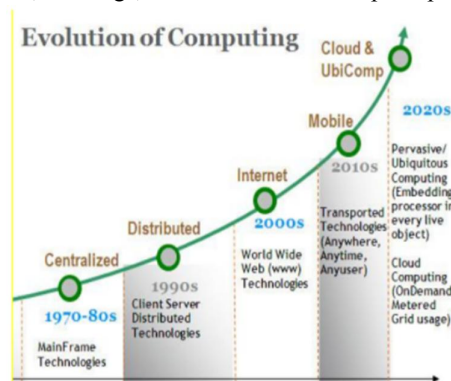 Evolution of Computing
Cloud &
UbiComp
2020s
Mobile
2010s
Internet
2000s
Distributed
1990s
Centralized
1970-80s
MainFrame
Technologies
Client Server
Distributed
Technologies
World Wide
Web (www)
Technologies
Transported
Technologies
(Anywhere,
Anytime,
Anyuser)
Pervasive/
Ubiquitous
Computing
(Embedding
processor in
every live
object)
Cloud
Computing
(OnDemand
Metered
Grid usage)